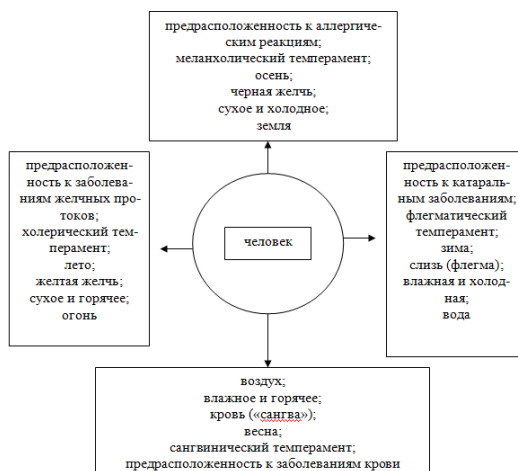 предрасположенность к аллергиче-
ским реакциям;
меланхолический темперамент;
осень;
черная желчь;
сухое и холодное;
земля
предрасположен-
ность к заболева-
ниям желчных про-
токов;
холерический тем-
перамент;
лето;
желтая желчь;
сухое и горячее;
огонь
человек
предрасположен-
ность к катараль-
ным заболеваниям;
флегматический
темперамент;
зима;
слизь (флегма);
влажная и холод-
ная;
вода
воздух;
влажное и горячее;
кровь («сангва»);
весна;
сангвинический темперамент;
предрасположенность к заболеваниям крови